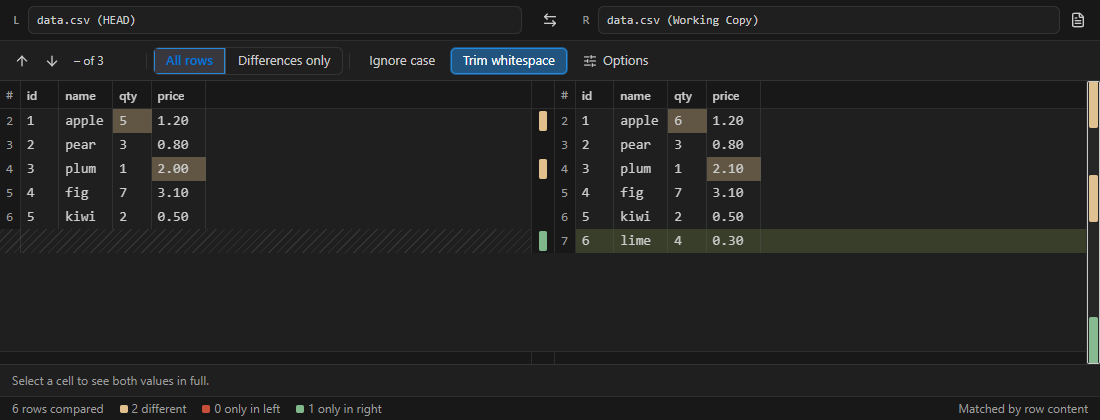 L data.csv (HEAD) R data.csv (Working Copy)
– of 3 All rows Differences only Ignore case Trim whitespace Options
# id name qty price # id name qty price
2 1 apple 5 1.20 2 1 apple 6 1.20
3 2 pear 3 0.80 3 2 pear 3 0.80
4 3 plum 1 2.00 4 3 plum 1 2.10
5 4 fig 7 3.10 5 4 fig 7 3.10
6 5 kiwi 2 0.50 6 5 kiwi 2 0.50
7 6 lime 4 0.30
Select a cell to see both values in full.
6 rows compared 2 different 0 only in left 1 only in right Matched by row content